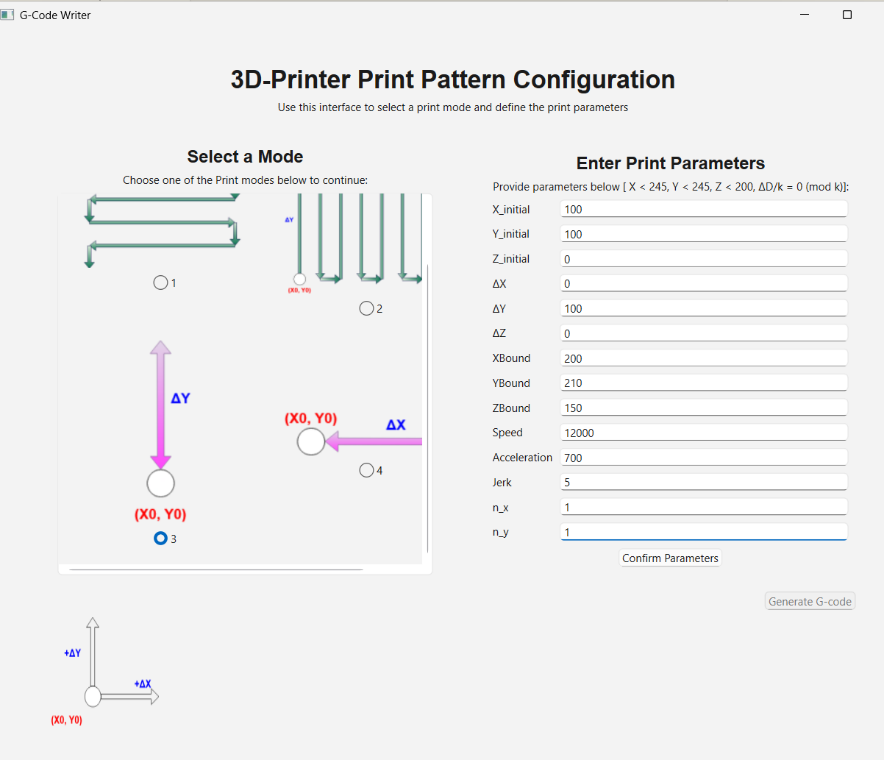 G-Code Writer
3D-Printer Print Pattern Configuration
Use this interface to select a print mode and define the print parameters
Select a Mode
Choose one of the Print modes below to continue:
ΔY
(X0, Y0)
1
2
ΔY
(X0, Y0)
3
(X0, Y0)
ΔX
4
Enter Print Parameters
Provide parameters below [ X < 245, Y < 245, Z < 200, ΔD/k = 0 (mod k)]:
X_initial 100
Y_initial 100
Z_initial 0
ΔX 0
ΔY 100
ΔZ 0
XBound 200
YBound 210
ZBound 150
Speed 12000
Acceleration 700
Jerk 5
n_x 1
n_y 1
Confirm Parameters
Generate G-code
+ΔY
+ΔX
(X0, Y0)